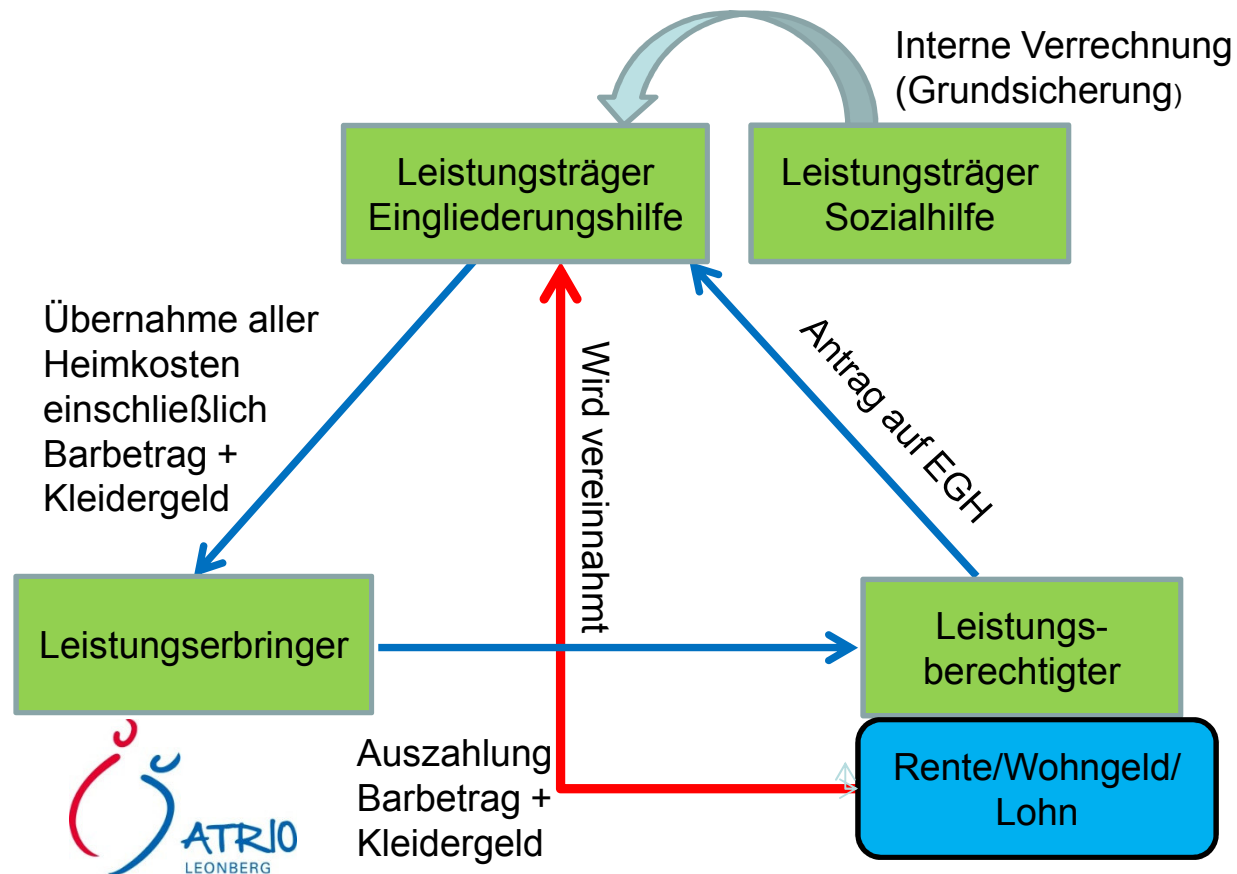 Interne Verrechnung
(Grundsicherung)
Leistungsträger
Eingliederungshilfe
Leistungsträger
Sozialhilfe
Übernahme aller
Heimkosten
einschließlich
Barbetrag +
Kleidergeld
Wird vereinnahmt
Antrag auf EGH
Leistungserbringer
Leistungs-
berechtigter
Auszahlung
Barbetrag +
Kleidergeld
Rente/Wohngeld/
Lohn
ATRIO
LEONBERG